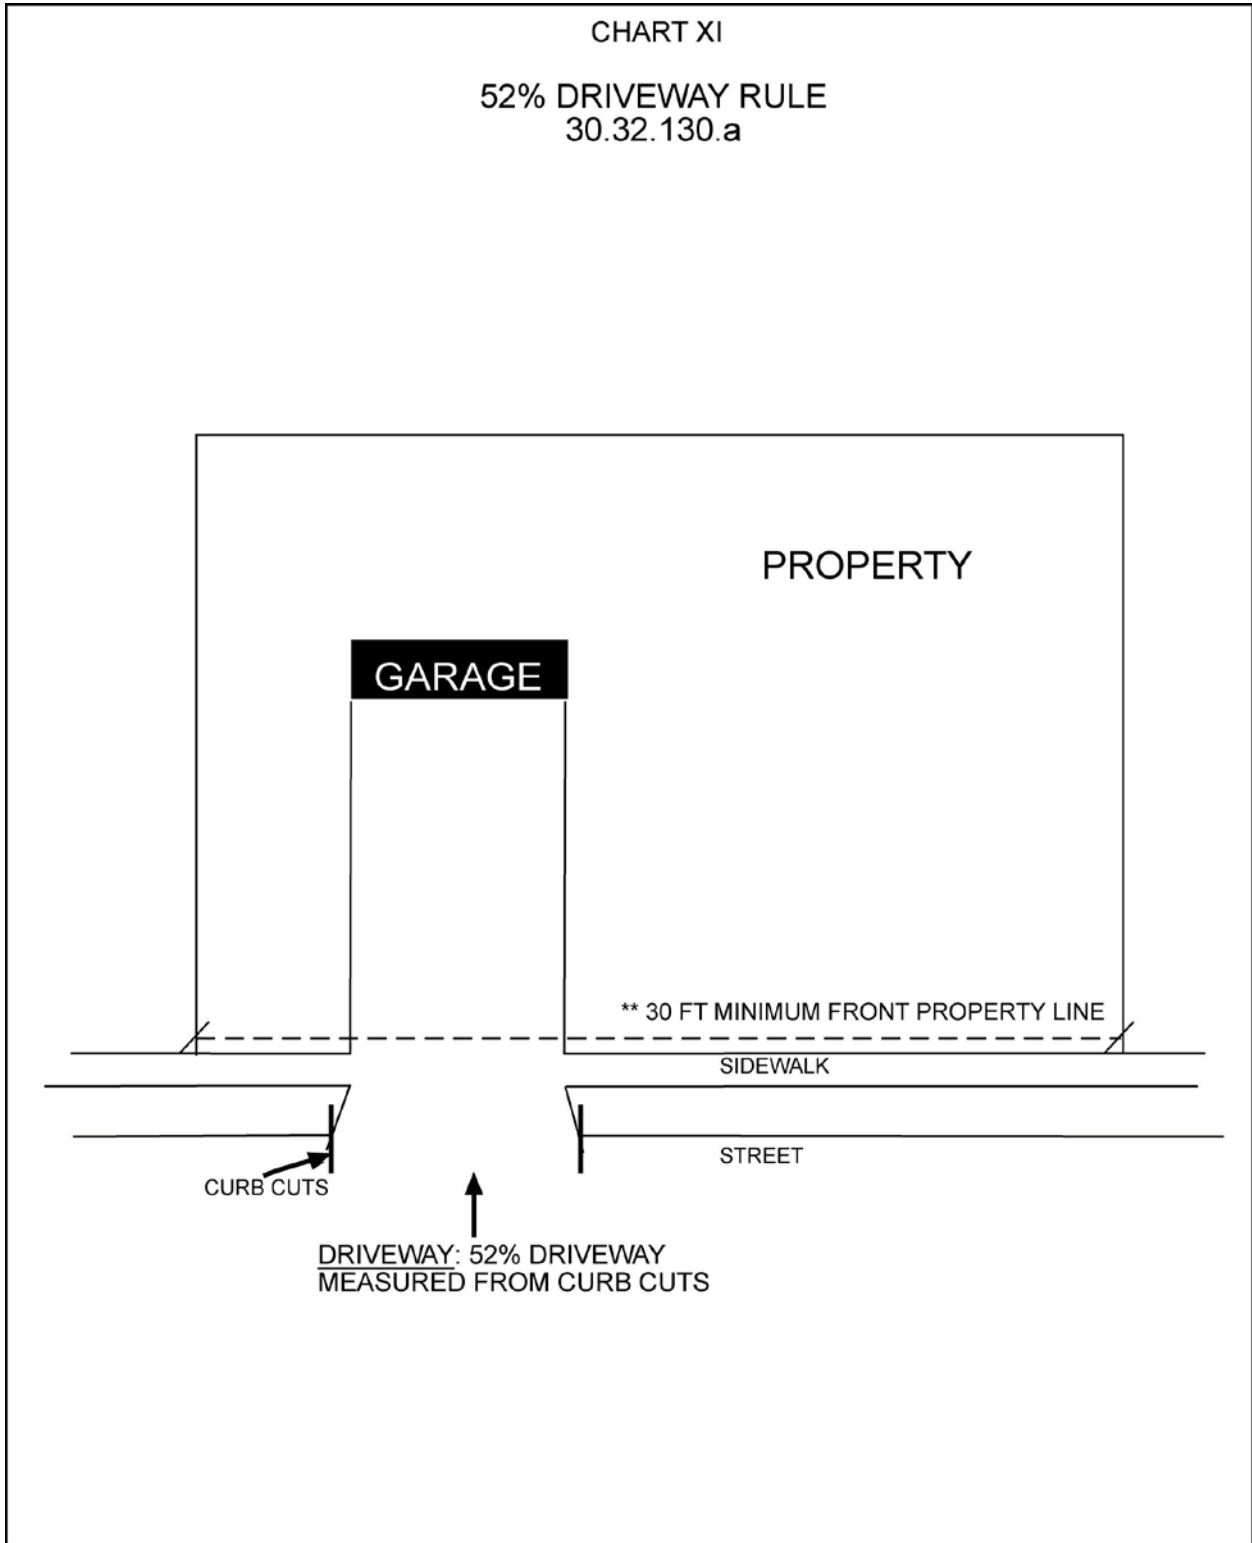 CHART XI
52% DRIVEWAY RULE
30.32.130.a
PROPERTY
GARAGE
** 30 FT MINIMUM FRONT PROPERTY LINE
SIDEWALK
STREET
CURB CUTS
DRIVEWAY: 52% DRIVEWAY
MEASURED FROM CURB CUTS